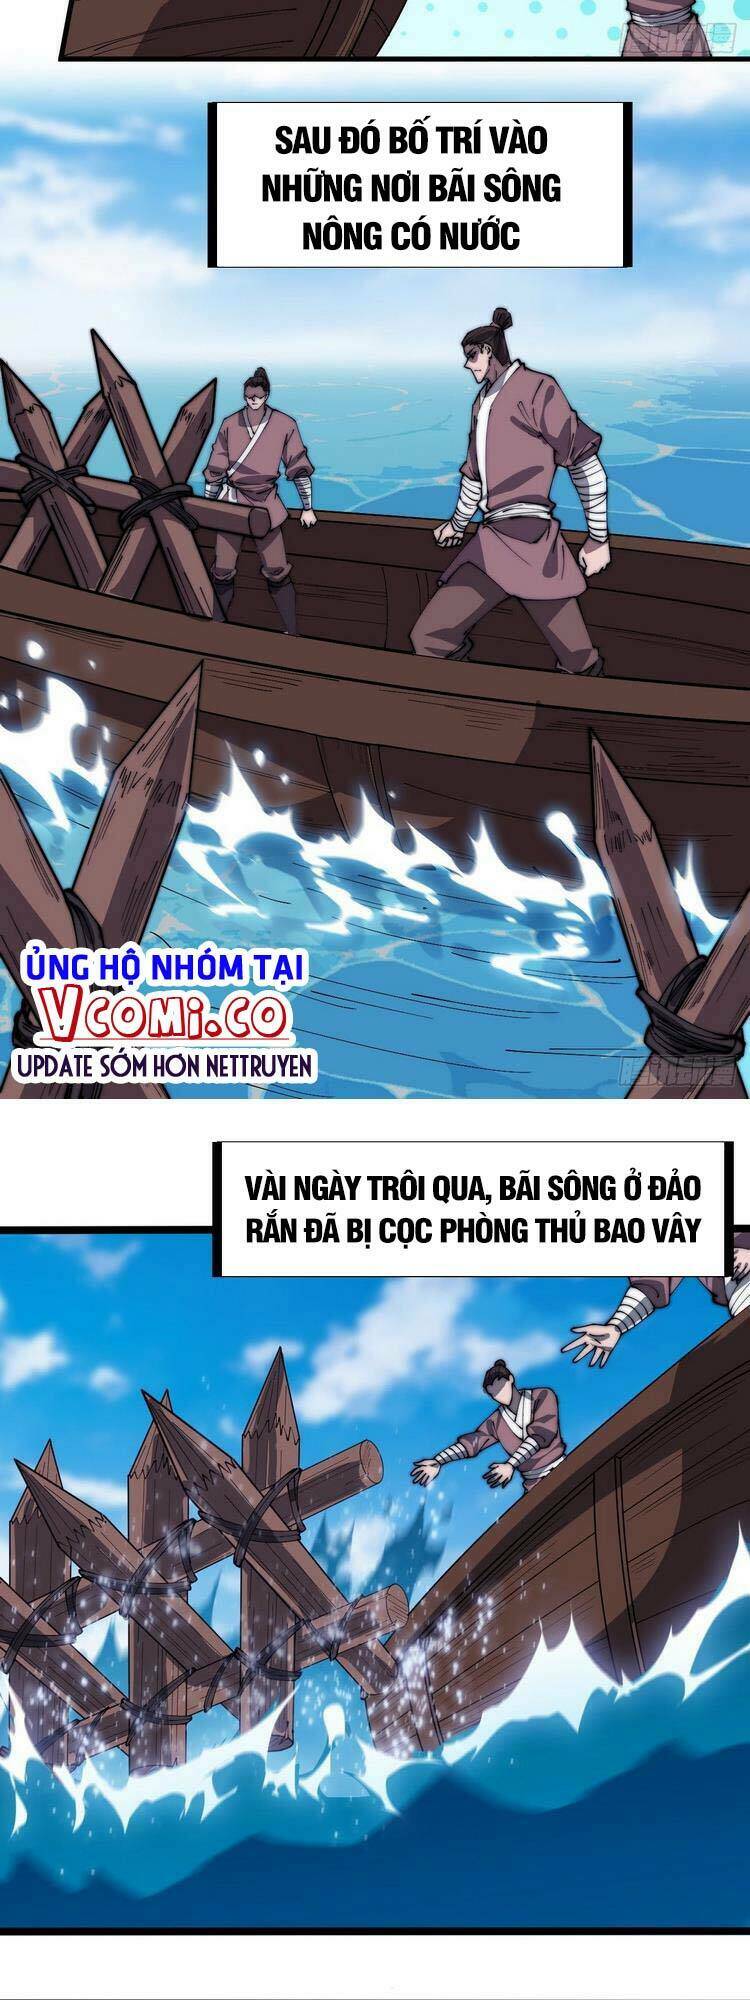 SAU ĐÓ BỐ TRÍ VÀO
NHỮNG NƠI BÃI SÔNG
NÔNG CÓ NƯỚC
ỦNG HỘ NHÓM TẠI
VCOMI.CO
UPDATE SỚM HƠN NETTRUYEN
VÀI NGÀY TRÔI QUA, BÃI SÔNG Ở ĐẢO
RẮN ĐÃ BỊ CỌC PHÒNG THỦ BAO VÂY